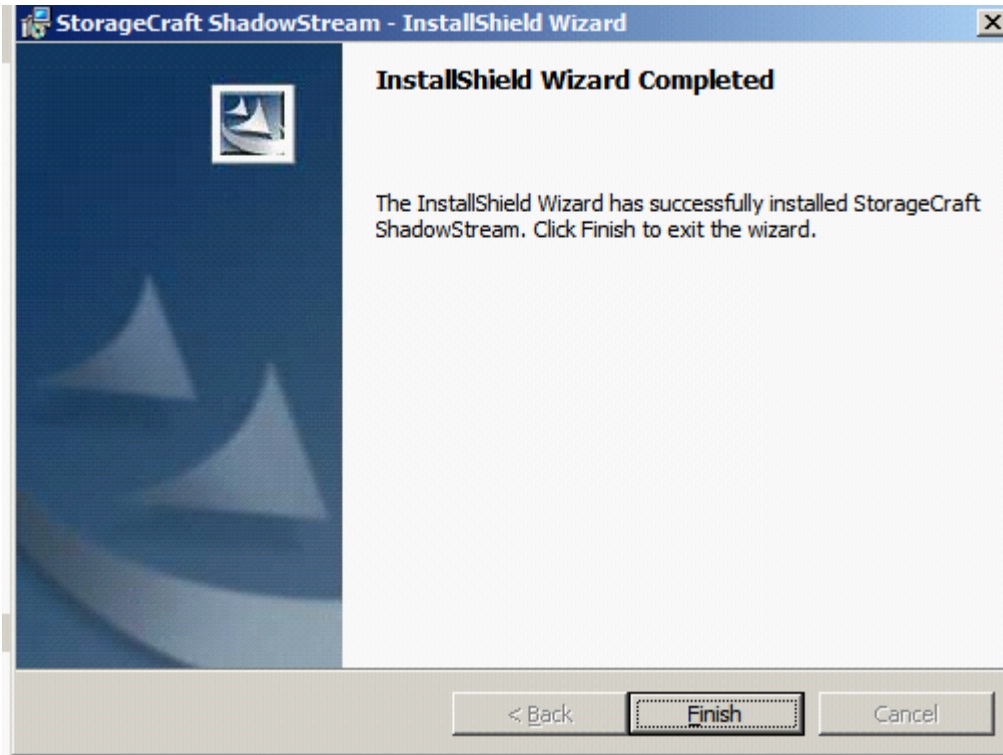 StorageCraft ShadowStream - InstallShield Wizard
InstallShield Wizard Completed
The InstallShield Wizard has successfully installed StorageCraft
ShadowStream. Click Finish to exit the wizard.
< Back Finish Cancel